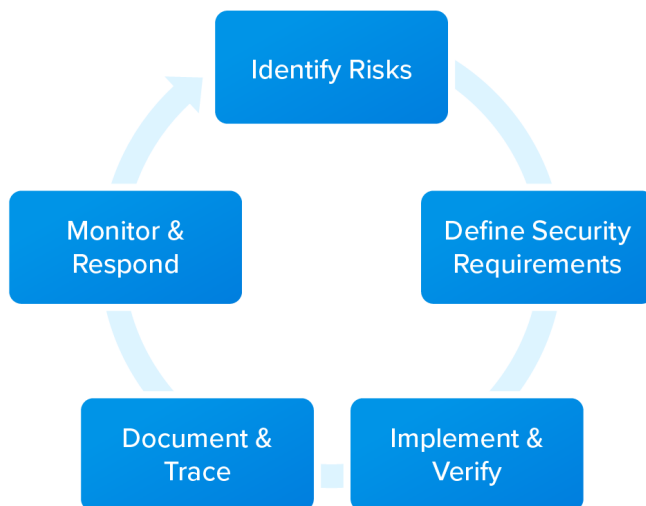 Identify Risks
Define Security
Requirements
Implement &
Verify
Document &
Trace
Monitor &
Respond